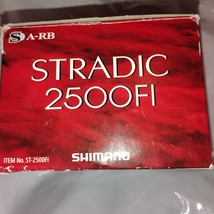 S A-RB
STRADIC
2500FI
ITEM No. ST-2500FI
SHIMANO